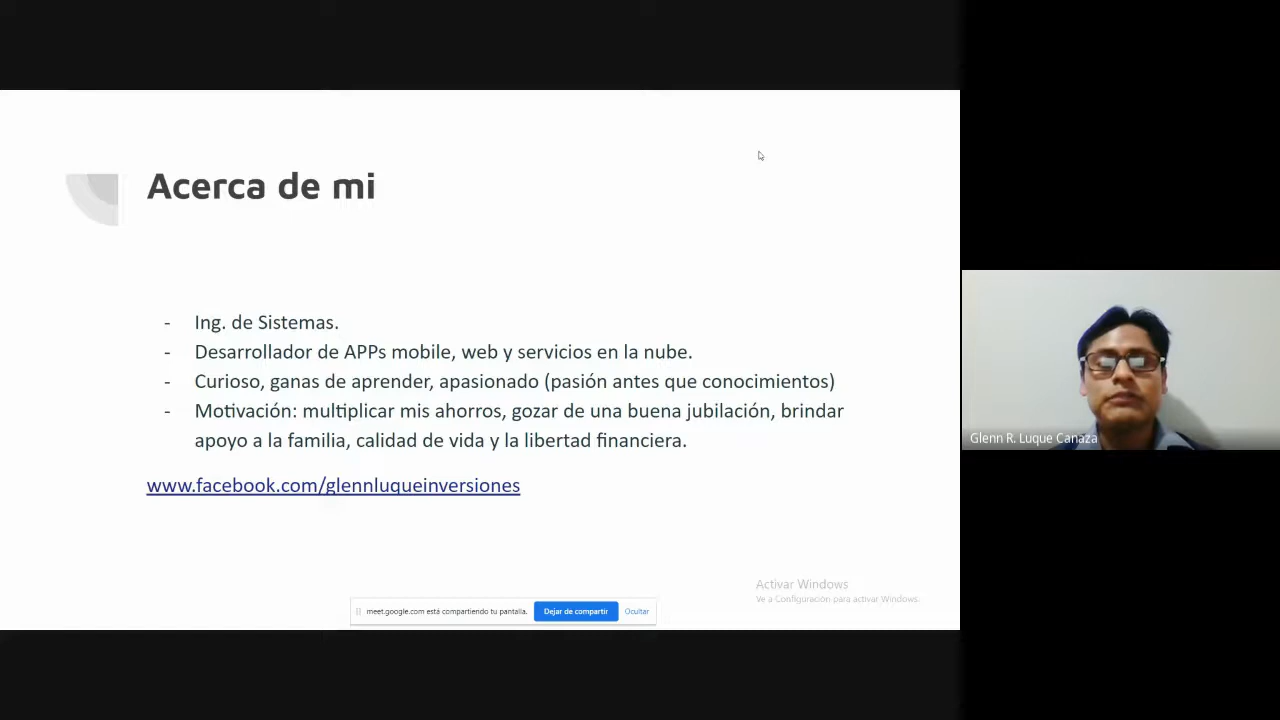 Acerca de mi
- Ing. de Sistemas.
- Desarrollador de APPs mobile, web y servicios en la nube.
- Curioso, ganas de aprender, apasionado (pasión antes que conocimientos)
- Motivación: multiplicar mis ahorros, gozar de una buena jubilación, brindar
apoyo a la familia, calidad de vida y la libertad financiera.
www.facebook.com/glennluqueinversiones
Activar Windows
Ve a Configuración para activar Windows.
meet.google.com está compartiendo tu pantalla. Dejar de compartir Ocultar
Glenn R. Luque Canaza